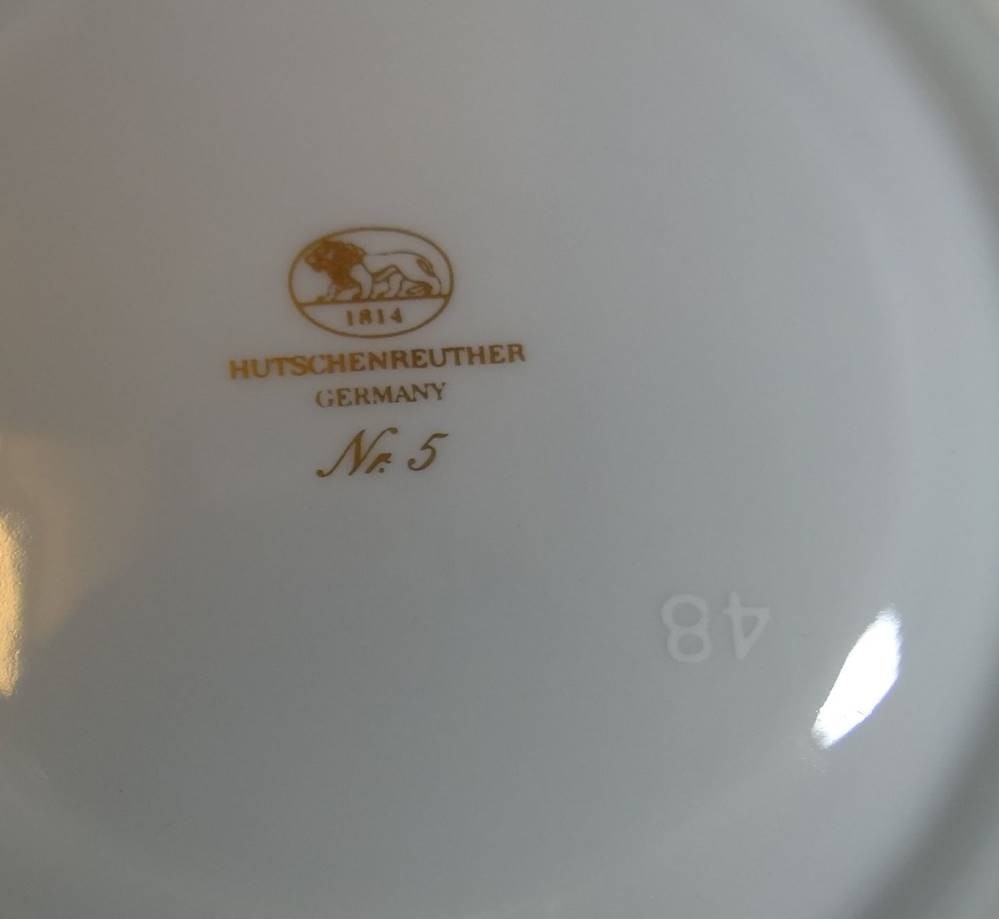 1814
HUTSCHENREUTHER
GERMANY
Nr. 5
48